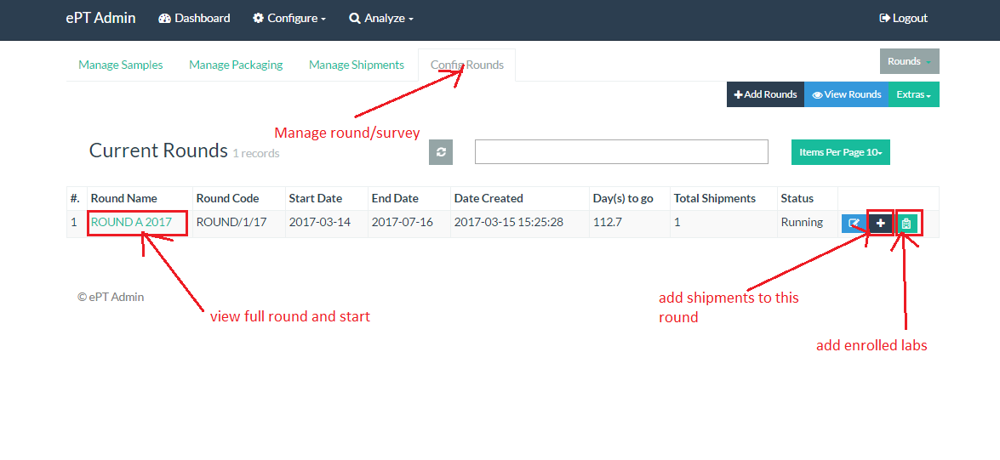 ePT Admin Dashboard Configure Analyze Logout
Manage Samples Manage Packaging Manage Shipments Config Rounds Rounds
Add Rounds View Rounds Extras
Manage round/survey
Current Rounds 1 records Items Per Page 10
#. Round Name Round Code Start Date End Date Date Created Day(s) to go Total Shipments Status
1 ROUND A 2017 ROUND/1/17 2017-03-14 2017-07-16 2017-03-15 15:25:28 112.7 1 Running
© ePT Admin
view full round and start
add shipments to this
round
add enrolled labs